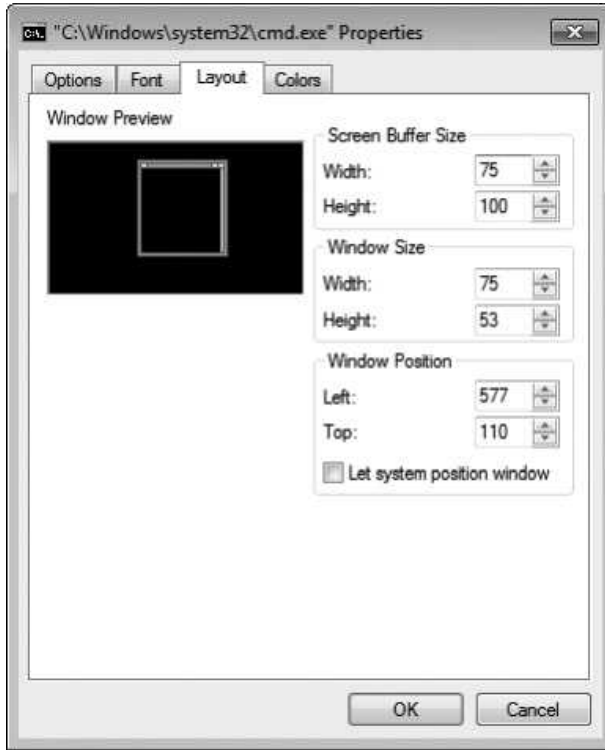 "C:\Windows\system32\cmd.exe" Properties
Options Font Layout Colors
Window Preview
Screen Buffer Size
Width: 75
Height: 100
Window Size
Width: 75
Height: 53
Window Position
Left: 577
Top: 110
Let system position window
OK Cancel